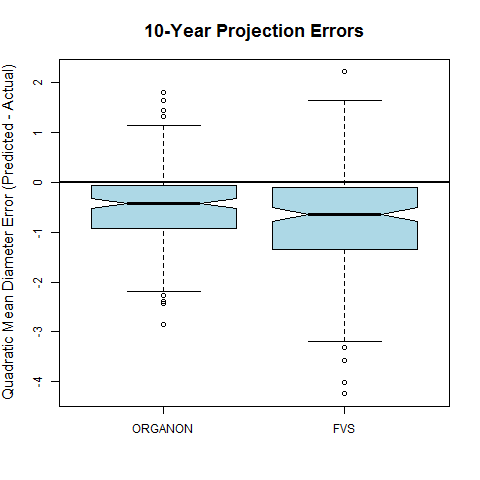 10-Year Projection Errors
Quadratic Mean Diameter Error (Predicted - Actual)
2
1
0
-1
-2
-3
-4
ORGANON FVS